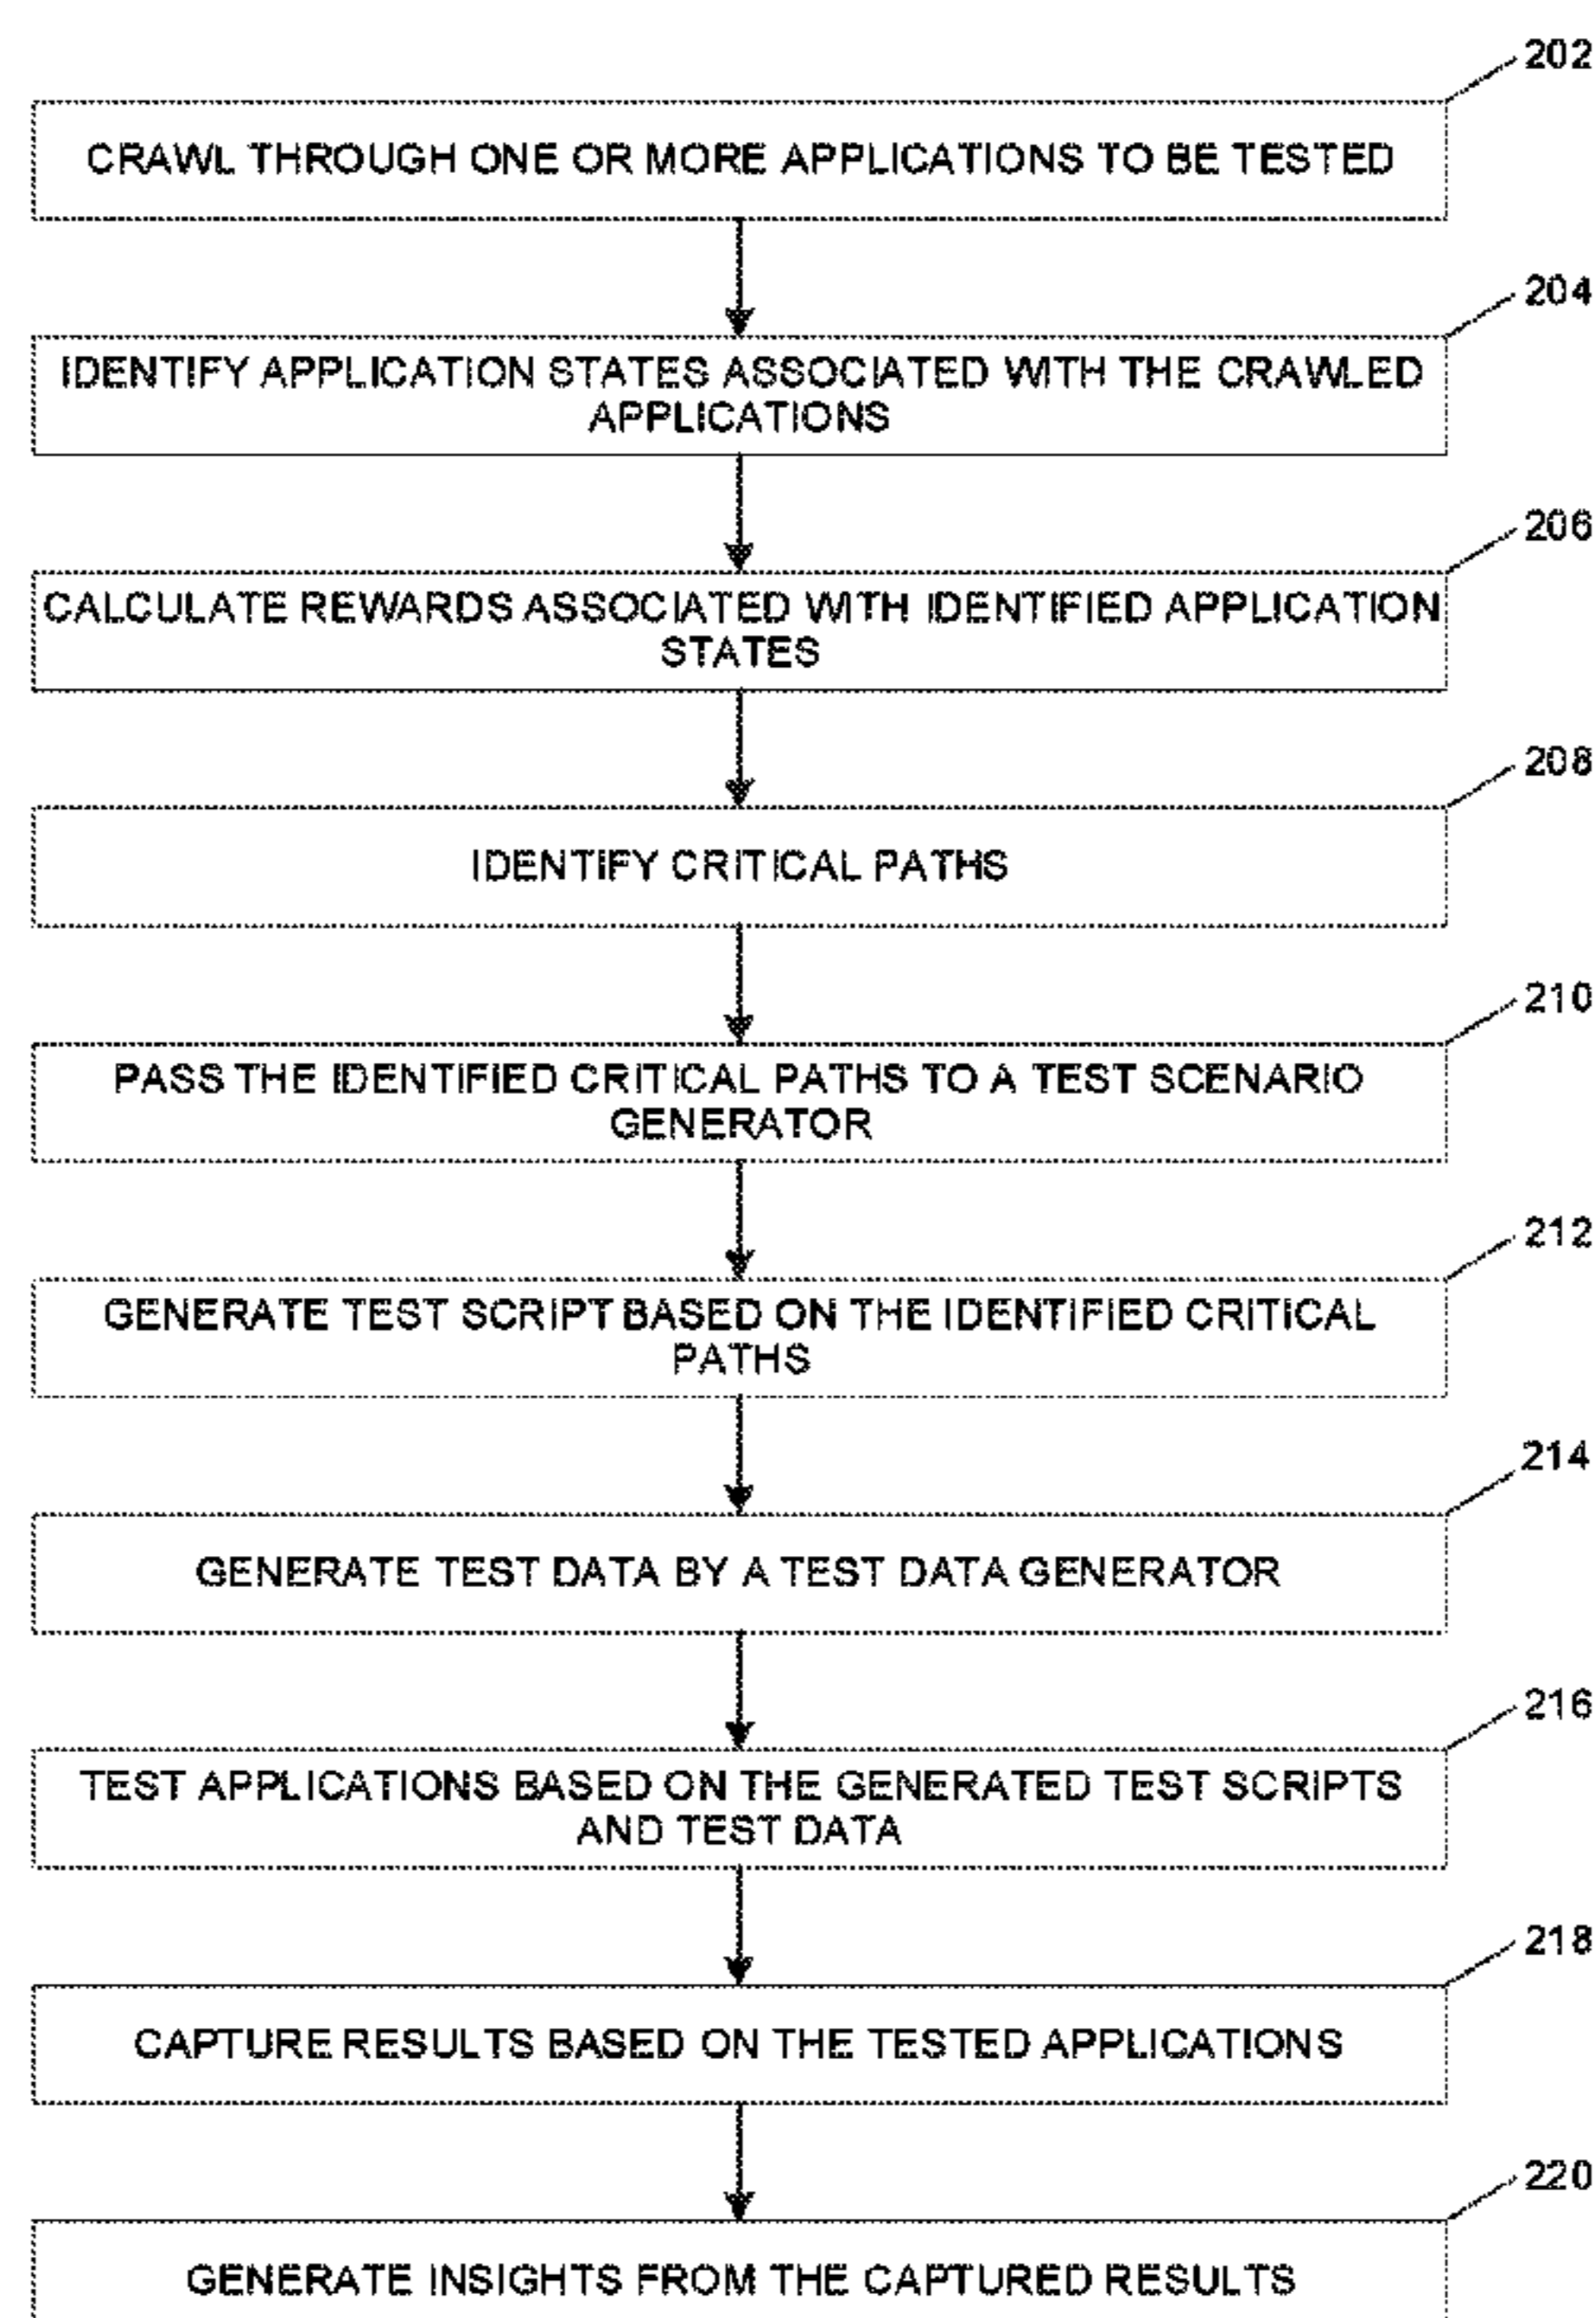 202
CRAWL THROUGH ONE OR MORE APPLICATIONS TO BE TESTED
204
IDENTIFY APPLICATION STATES ASSOCIATED WITH THE CRAWLED
APPLICATIONS
206
CALCULATE REWARDS ASSOCIATED WITH IDENTIFIED APPLICATION
STATES
208
IDENTIFY CRITICAL PATHS
210
PASS THE IDENTIFIED CRITICAL PATHS TO A TEST SCENARIO
GENERATOR
212
GENERATE TEST SCRIPT BASED ON THE IDENTIFIED CRITICAL
PATHS
214
GENERATE TEST DATA BY A TEST DATA GENERATOR
216
TEST APPLICATIONS BASED ON THE GENERATED TEST SCRIPTS
AND TEST DATA
218
CAPTURE RESULTS BASED ON THE TESTED APPLICATIONS
220
GENERATE INSIGHTS FROM THE CAPTURED RESULTS